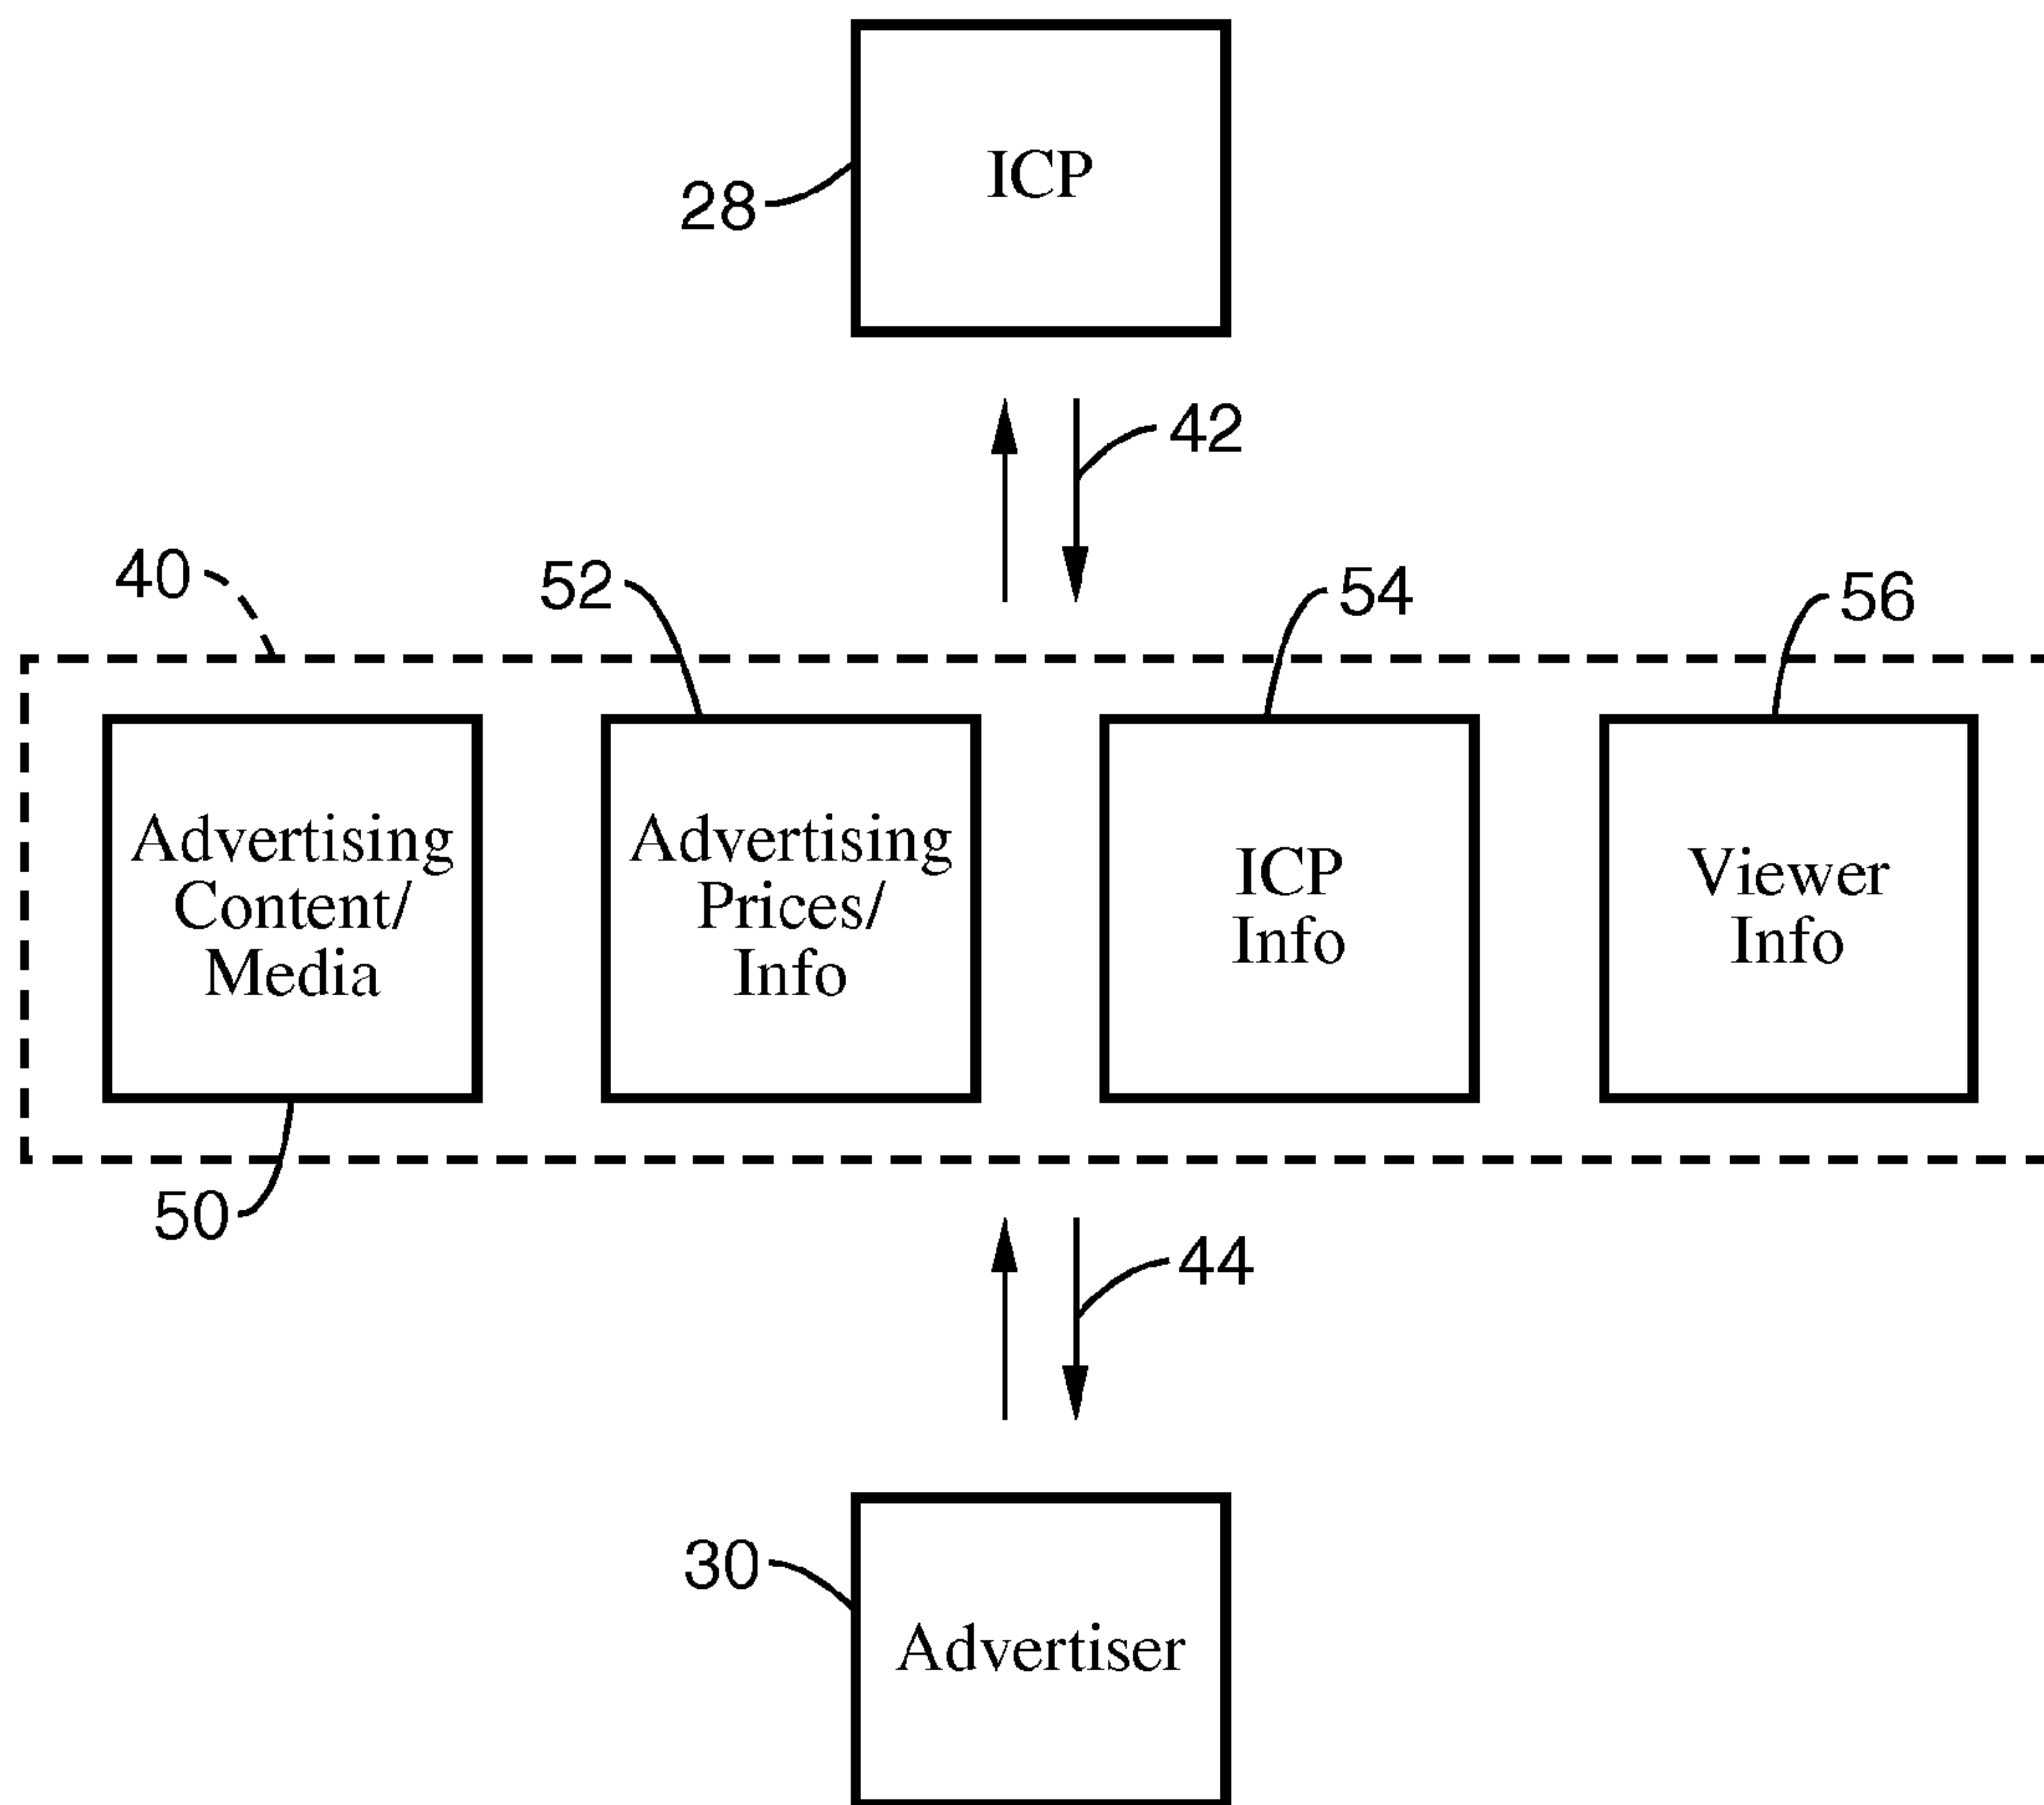 ICP
28
42
40
52
54
56
Advertising
Content/
Media
Advertising
Prices/
Info
ICP
Info
Viewer
Info
50
44
30
Advertiser